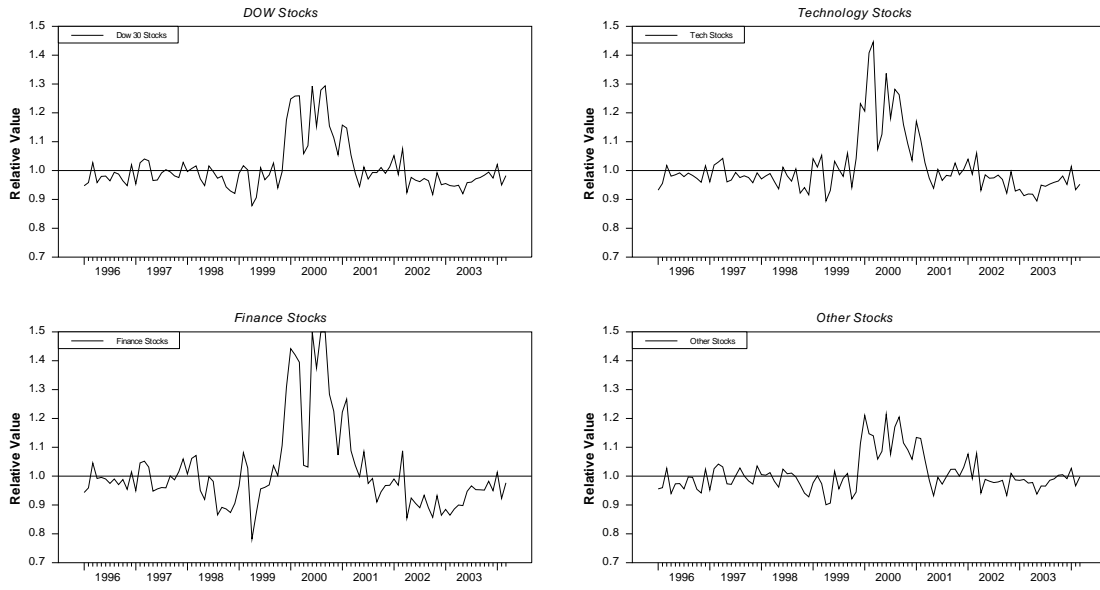 DOW Stocks
1.5
Dow 30 Stocks
1.4
1.3
1.2
1.1
1.0
0.9
0.8
0.7
Relative Value
1996 1997 1998 1999 2000 2001 2002 2003
Technology Stocks
1.5
Tech Stocks
1.4
1.3
1.2
1.1
1.0
0.9
0.8
0.7
Relative Value
1996 1997 1998 1999 2000 2001 2002 2003
Finance Stocks
1.5
Finance Stocks
1.4
1.3
1.2
1.1
1.0
0.9
0.8
0.7
Relative Value
1996 1997 1998 1999 2000 2001 2002 2003
Other Stocks
1.5
Other Stocks
1.4
1.3
1.2
1.1
1.0
0.9
0.8
0.7
Relative Value
1996 1997 1998 1999 2000 2001 2002 2003